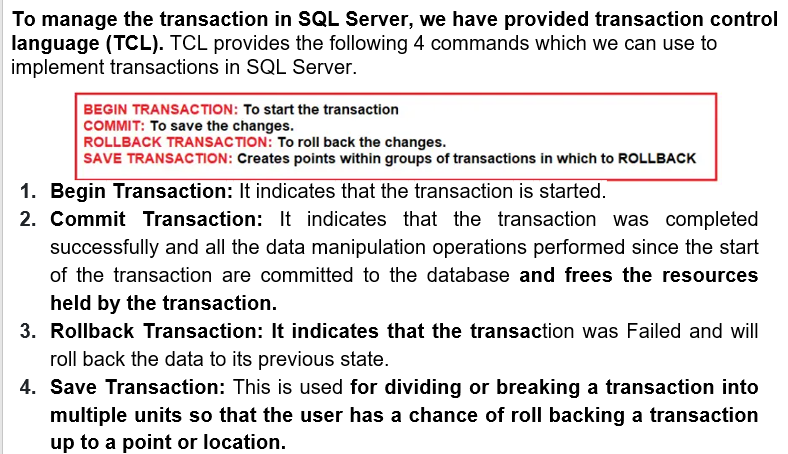 To manage the transaction in SQL Server, we have provided transaction control
language (TCL). TCL provides the following 4 commands which we can use to
implement transactions in SQL Server.
BEGIN TRANSACTION: To start the transaction
COMMIT: To save the changes.
ROLLBACK TRANSACTION: To roll back the changes.
SAVE TRANSACTION: Creates points within groups of transactions in which to ROLLBACK
1. Begin Transaction: It indicates that the transaction is started.
2. Commit Transaction: It indicates that the transaction was completed
successfully and all the data manipulation operations performed since the start
of the transaction are committed to the database and frees the resources
held by the transaction.
3. Rollback Transaction: It indicates that the transaction was Failed and will
roll back the data to its previous state.
4. Save Transaction: This is used for dividing or breaking a transaction into
multiple units so that the user has a chance of roll backing a transaction
up to a point or location.